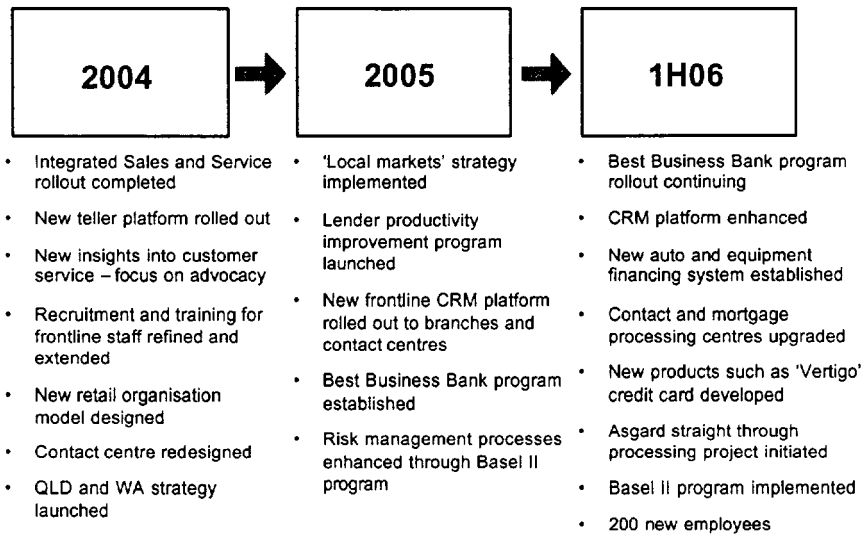 2004
• Integrated Sales and Service
rollout completed
• New teller platform rolled out
• New insights into customer
service – focus on advocacy
• Recruitment and training for
frontline staff refined and
extended
• New retail organisation
model designed
• Contact centre redesigned
• QLD and WA strategy
launched
2005
• 'Local markets' strategy
implemented
• Lender productivity
improvement program
launched
• New frontline CRM platform
rolled out to branches and
contact centres
• Best Business Bank program
established
• Risk management processes
enhanced through Basel II
program
1H06
• Best Business Bank program
rollout continuing
• CRM platform enhanced
• New auto and equipment
financing system established
• Contact and mortgage
processing centres upgraded
• New products such as 'Vertigo'
credit card developed
• Asgard straight through
processing project initiated
• Basel II program implemented
• 200 new employees